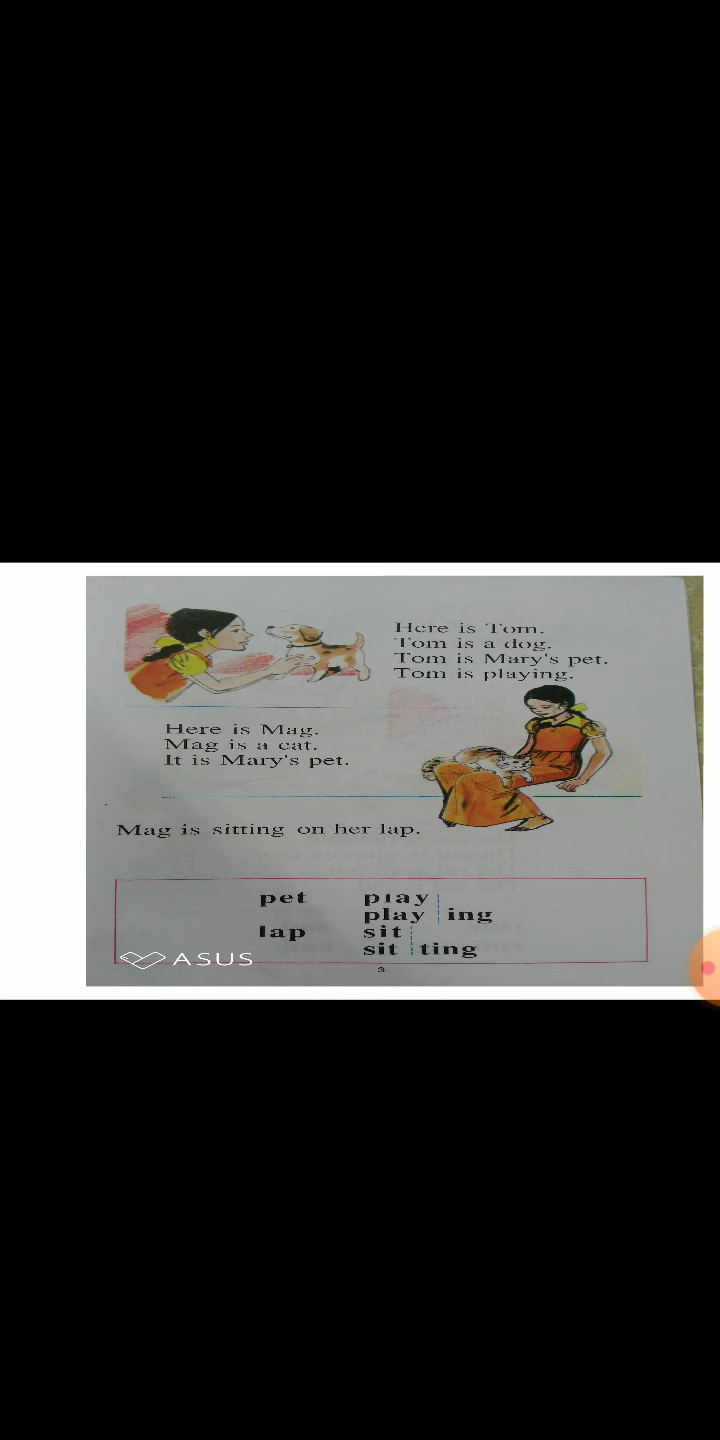 Here is Tom.
Tom is a dog.
Tom is Mary's pet.
Tom is playing.
Here is Mag.
Mag is a cat.
It is Mary's pet.
Mag is sitting on her lap.
pet play
play ing
lap sit
sit ting
ASUS
3